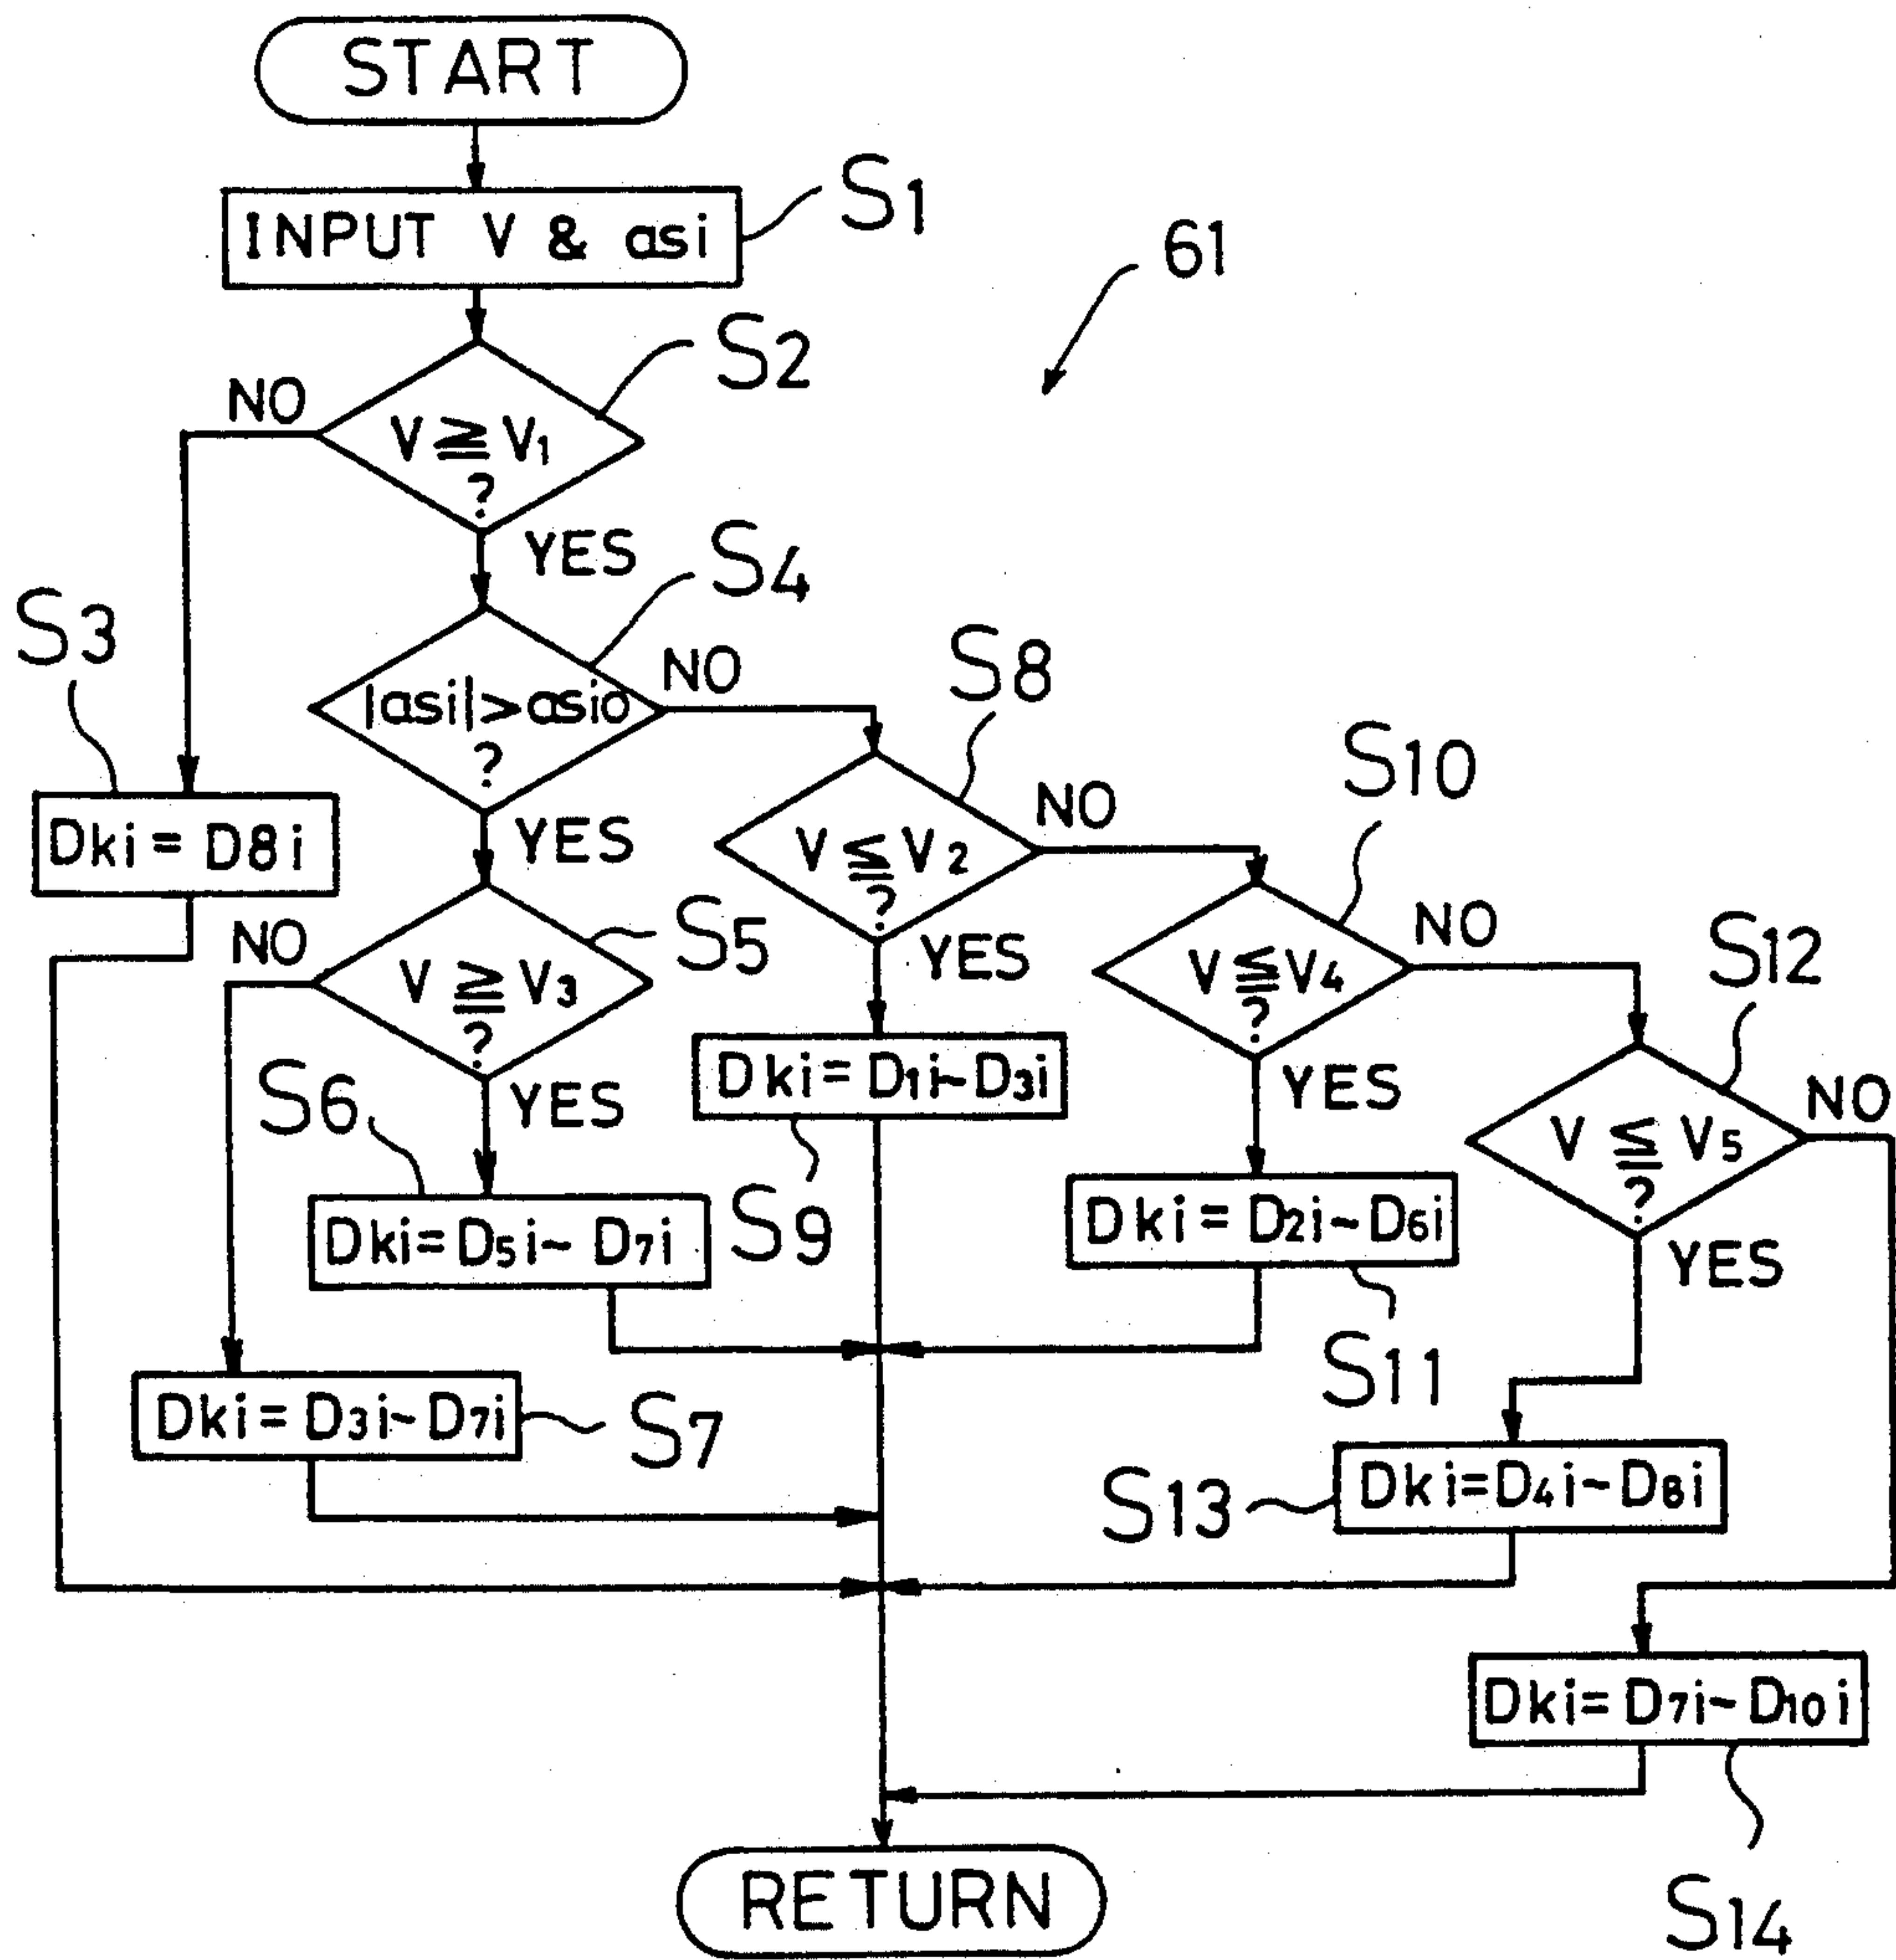 START
INPUT V & asi
S1
61
S2
NO
V ≧ V1
?
YES
S4
S3
|asi|>asio
?
NO
S8
YES
S10
Dki = D8i
V ≦ V2
?
NO
NO
S5
V ≧ V3
?
YES
V ≦ V4
?
NO
S12
S6
YES
Dki = D1i~D3i
YES
V ≦ V5
?
NO
Dki = D5i~ D7i
S9
Dki = D2i~D6i
YES
S11
Dki = D3i~D7i
S7
S13
Dki = D4i~D8i
Dki = D7i~D10i
RETURN
S14